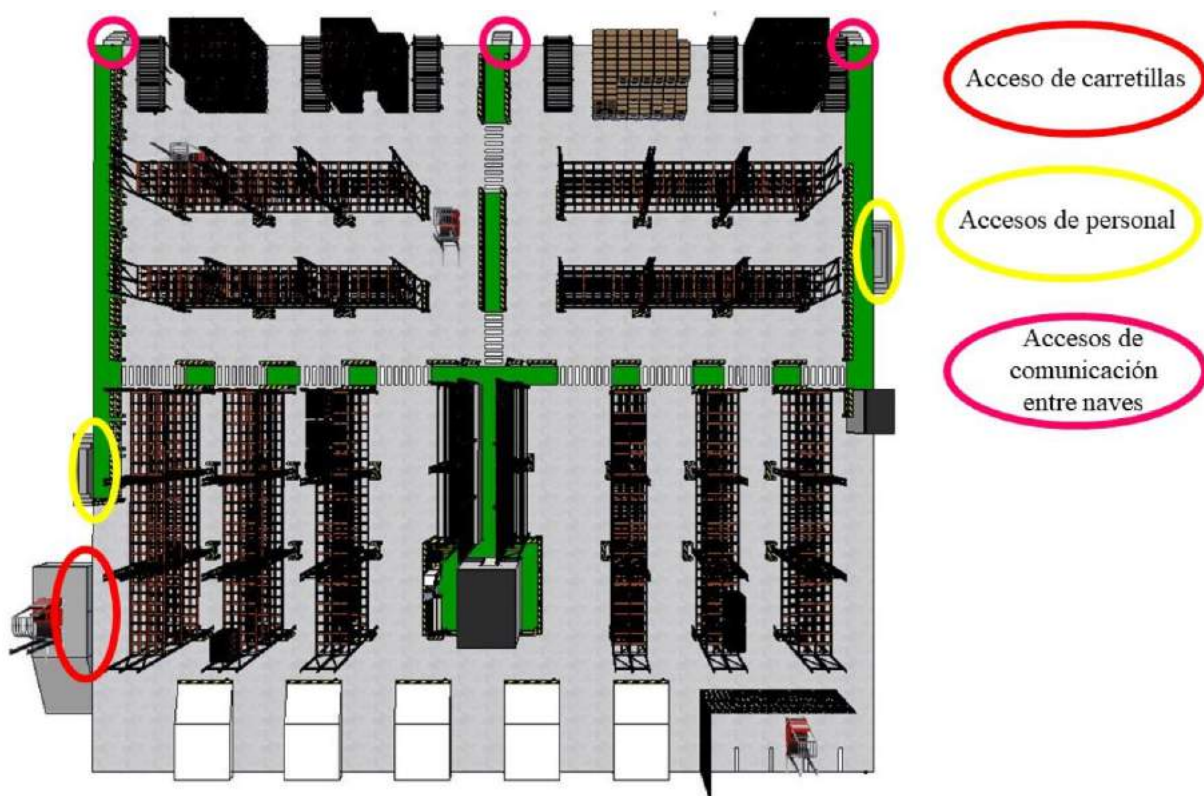 Acceso de carretillas
Accesos de personal
Accesos de
comunicación
entre naves